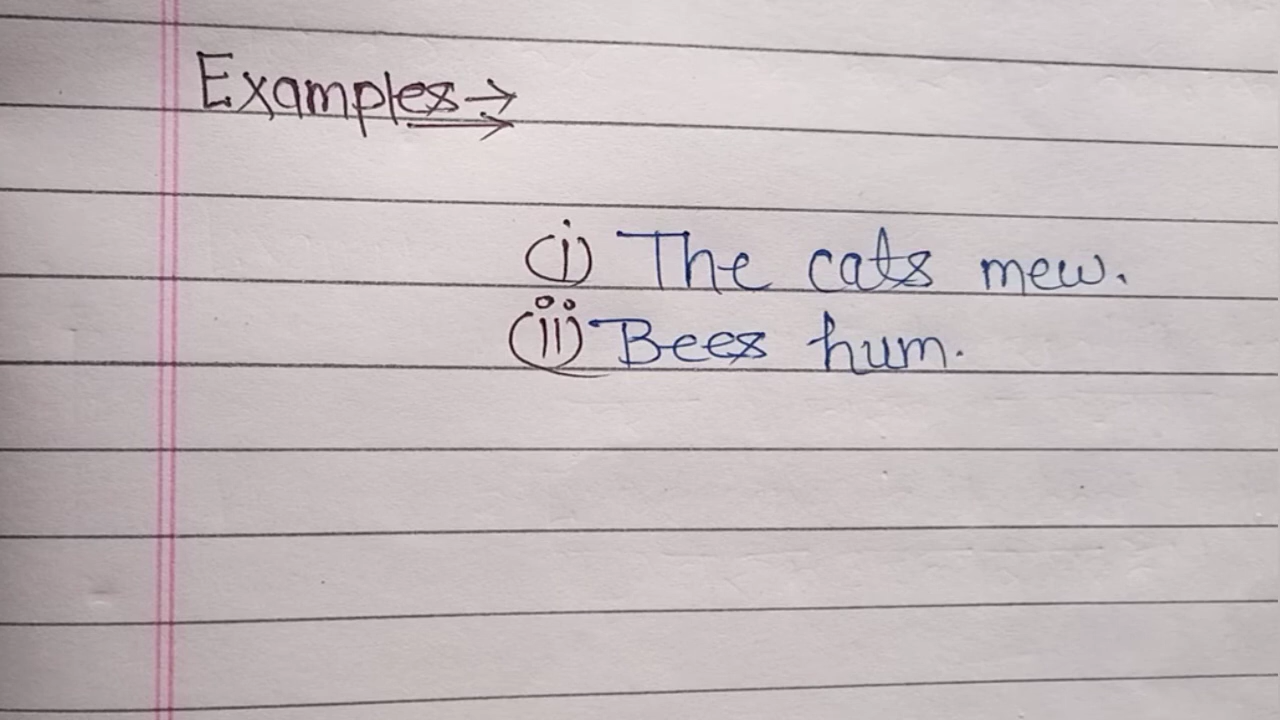 Examples→
(i) The cats mew.
(ii) Bees hum.